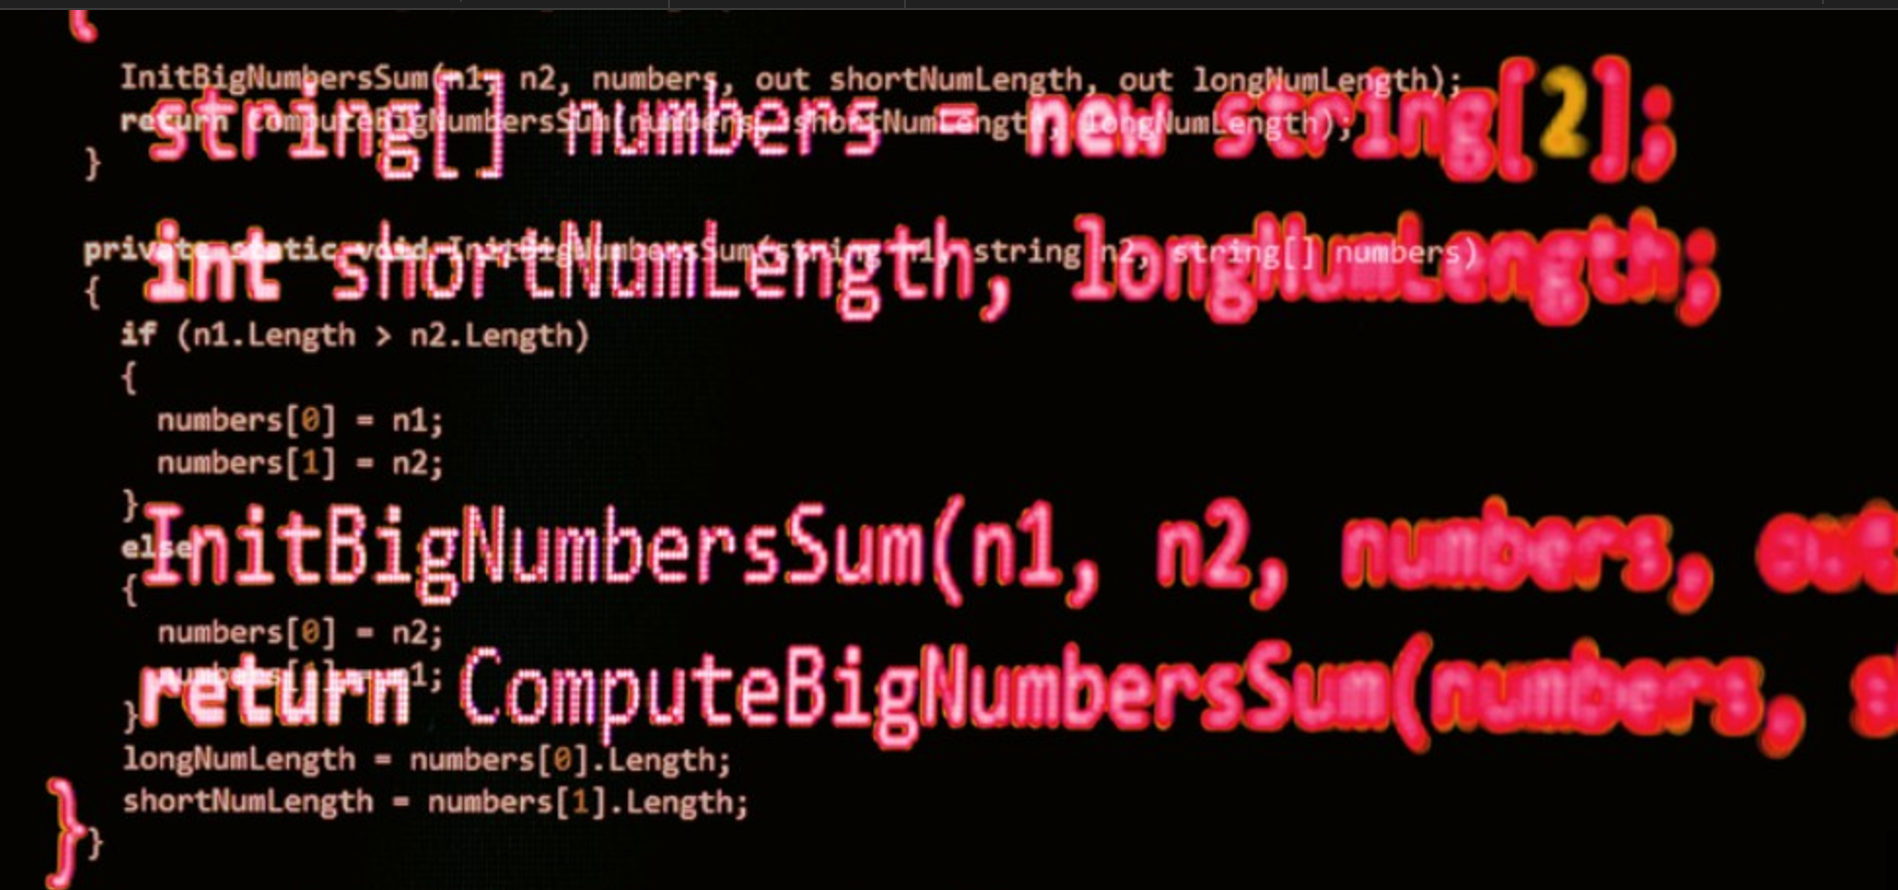 {
InitBigNumbersSum(n1, n2, numbers, out shortNumLength, out longNumLength);
string[] numbers = new string[2];
return ComputeBigNumbersSum(numbers, shortNumLength, longNumLength);
}
private static void InitBigNumbersSum(string n1, string n2, string[] numbers)
int shortNumLength, longNumLength;
{
if (n1.Length > n2.Length)
{
numbers[0] = n1;
numbers[1] = n2;
}
InitBigNumbersSum(n1, n2, numbers, out
else
{
numbers[0] = n2;
numbers[1] = n1;
return ComputeBigNumbersSum(numbers,
}
longNumLength = numbers[0].Length;
shortNumLength = numbers[1].Length;
}
}